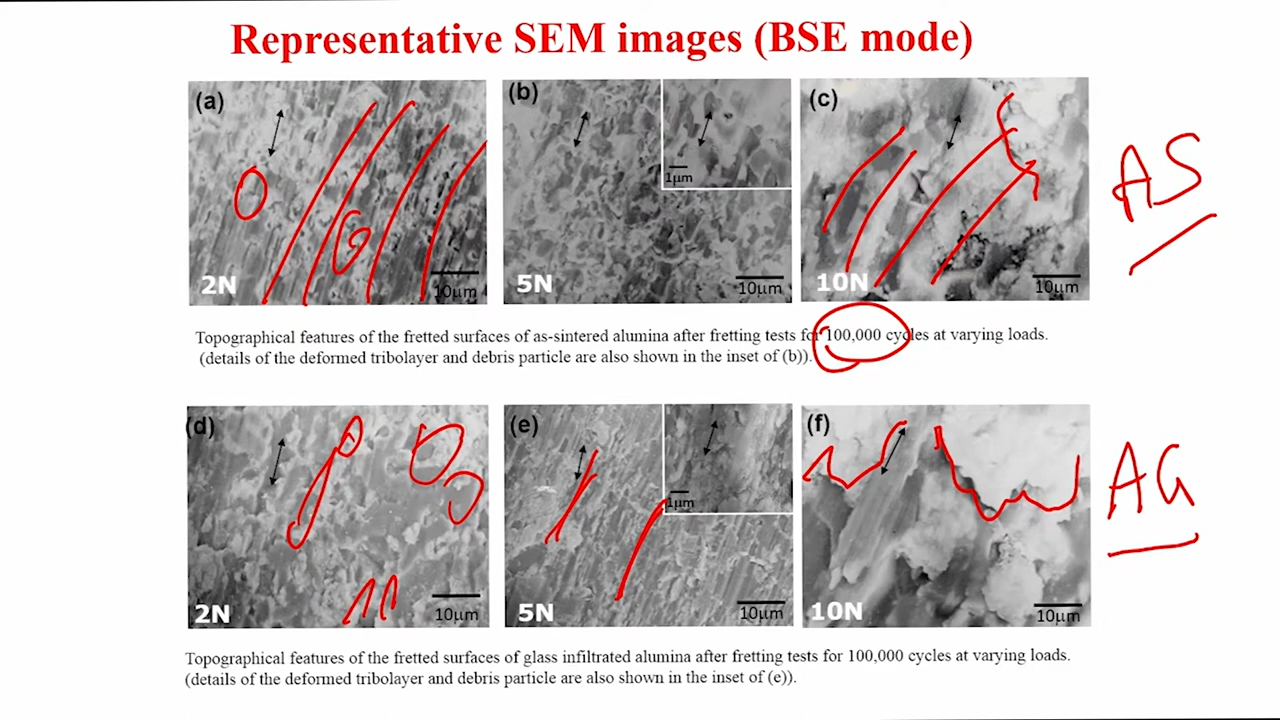 Representative SEM images (BSE mode)
(a)
2N
10μm
(b)
1μm
5N
10μm
(c)
10N
10μm
AS
Topographical features of the fretted surfaces of as-sintered alumina after fretting tests for 100,000 cycles at varying loads.
(details of the deformed tribolayer and debris particle are also shown in the inset of (b)).
(d)
2N
10μm
(e)
1μm
5N
10μm
(f)
10N
10μm
AG
Topographical features of the fretted surfaces of glass infiltrated alumina after fretting tests for 100,000 cycles at varying loads.
(details of the deformed tribolayer and debris particle are also shown in the inset of (e)).